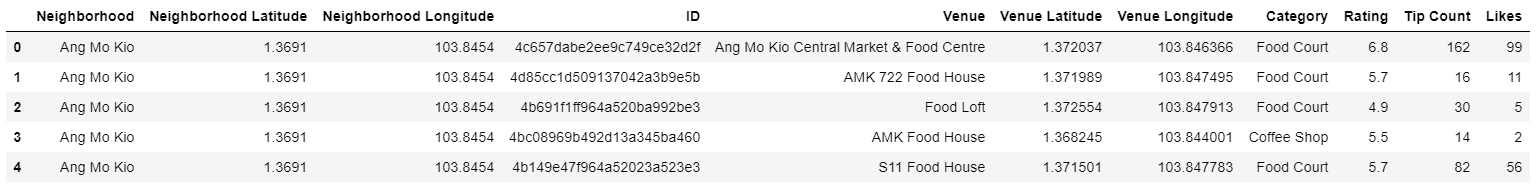 Neighborhood Neighborhood Latitude Neighborhood Longitude ID Venue Venue Latitude Venue Longitude Category Rating Tip Count Likes
0 Ang Mo Kio 1.3691 103.8454 4c657dabe2ee9c749ce32d2f Ang Mo Kio Central Market & Food Centre 1.372037 103.846366 Food Court 6.8 162 99
1 Ang Mo Kio 1.3691 103.8454 4d85cc1d509137042a3b9e5b AMK 722 Food House 1.371989 103.847495 Food Court 5.7 16 11
2 Ang Mo Kio 1.3691 103.8454 4b691f1ff964a520ba992be3 Food Loft 1.372554 103.847913 Food Court 4.9 30 5
3 Ang Mo Kio 1.3691 103.8454 4bc08969b492d13a345ba460 AMK Food House 1.368245 103.844001 Coffee Shop 5.5 14 2
4 Ang Mo Kio 1.3691 103.8454 4b149e47f964a52023a523e3 S11 Food House 1.371501 103.847783 Food Court 5.7 82 56